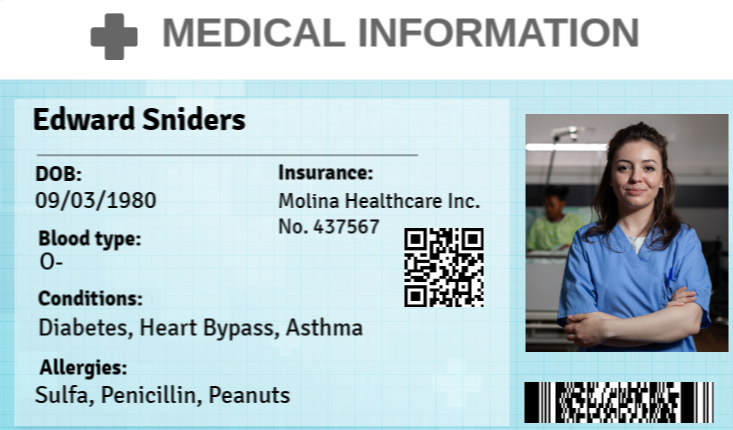 MEDICAL INFORMATION
Edward Sniders
DOB:
09/03/1980
Insurance:
Molina Healthcare Inc.
No. 437567
Blood type:
O-
Conditions:
Diabetes, Heart Bypass, Asthma
Allergies:
Sulfa, Penicillin, Peanuts